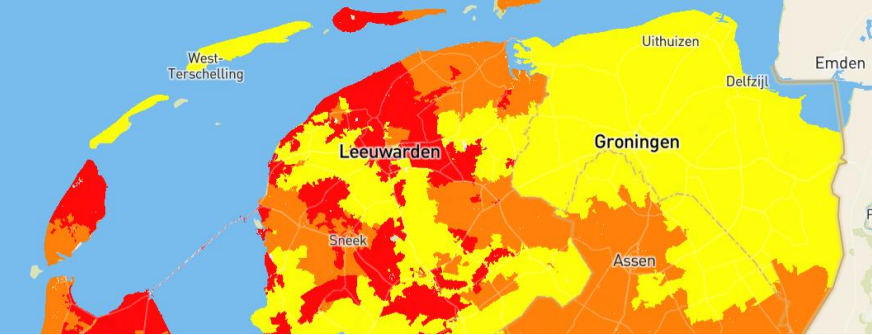 Uithuizen
West-
Terschelling
Emden
Delfzijl
Groningen
Leeuwarden
Sneek
Assen